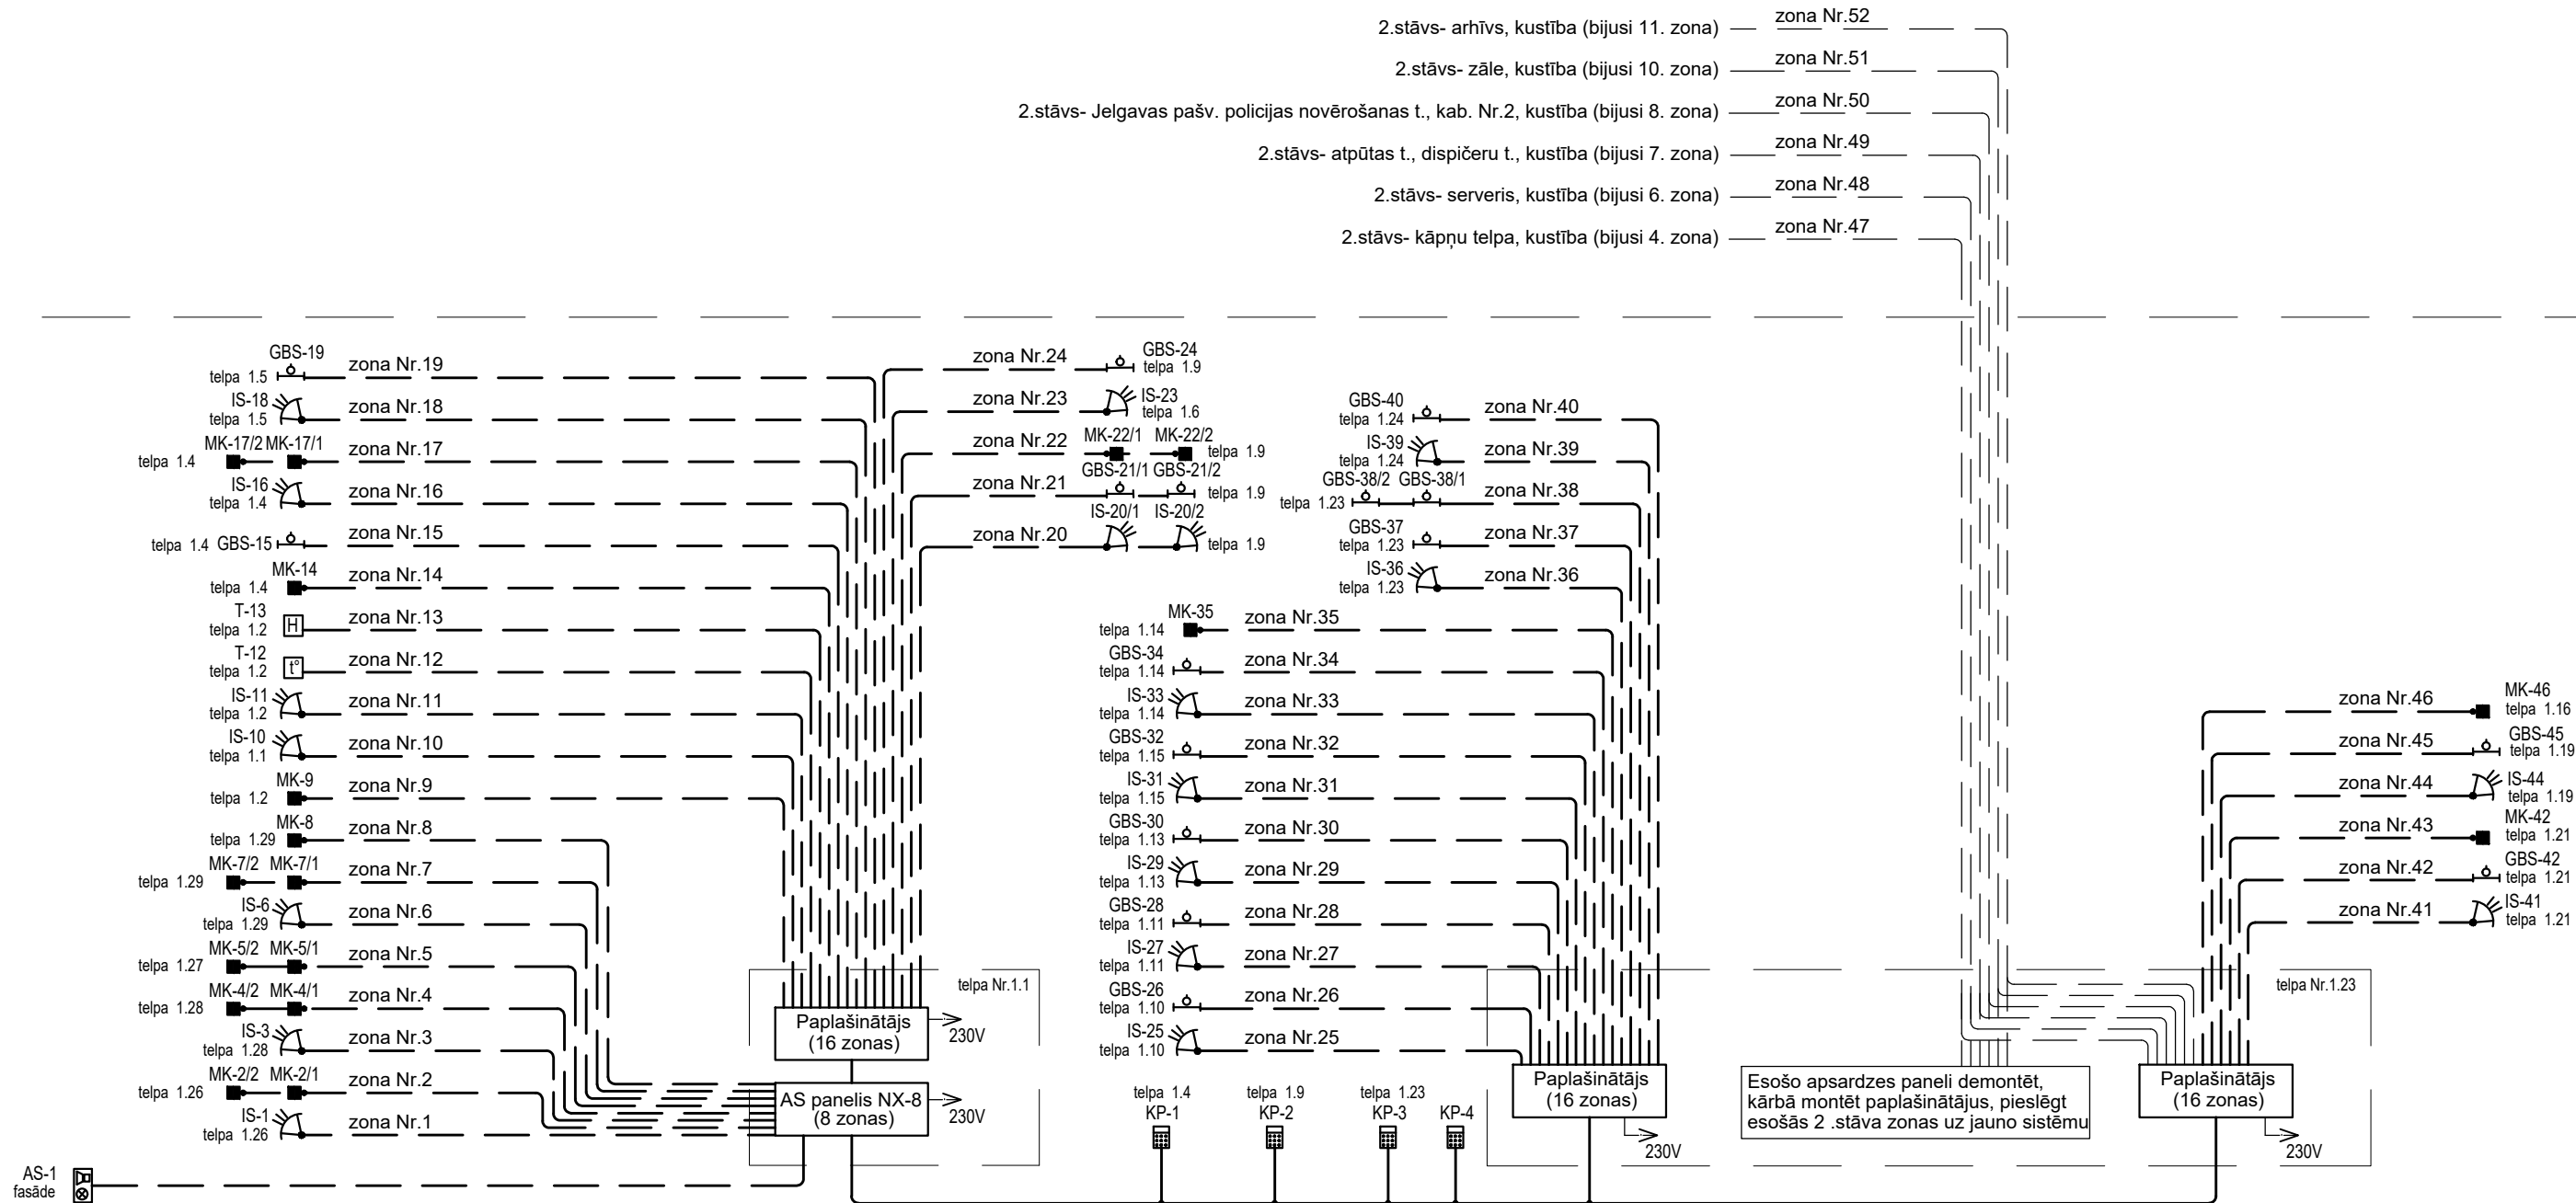 2.stāvs- arhīvs, kustība (bijusi 11. zona) zona Nr.52
2.stāvs- zāle, kustība (bijusi 10. zona) zona Nr.51
2.stāvs- Jelgavas pašv. policijas novērošanas t., kab. Nr.2, kustība (bijusi 8. zona) zona Nr.50
2.stāvs- atpūtas t., dispičeru t., kustība (bijusi 7. zona) zona Nr.49
2.stāvs- serveris, kustība (bijusi 6. zona) zona Nr.48
2.stāvs- kāpņu telpa, kustība (bijusi 4. zona) zona Nr.47
GBS-19 zona Nr.19
telpa 1.5
IS-18 zona Nr.18
telpa 1.5
MK-17/2 MK-17/1 zona Nr.17
telpa 1.4
IS-16 zona Nr.16
telpa 1.4
zona Nr.15
telpa 1.4 GBS-15
MK-14 zona Nr.14
telpa 1.4
T-13 zona Nr.13
telpa 1.2 H
T-12 zona Nr.12
telpa 1.2 t°
IS-11 zona Nr.11
telpa 1.2
IS-10 zona Nr.10
telpa 1.1
MK-9 zona Nr.9
telpa 1.2
MK-8 zona Nr.8
telpa 1.29
MK-7/2 MK-7/1 zona Nr.7
telpa 1.29
IS-6 zona Nr.6
telpa 1.29
MK-5/2 MK-5/1 zona Nr.5
telpa 1.27
MK-4/2 MK-4/1 zona Nr.4
telpa 1.28
IS-3 zona Nr.3
telpa 1.28
MK-2/2 MK-2/1 zona Nr.2
telpa 1.26
IS-1 zona Nr.1
telpa 1.26
AS-1
fasāde
zona Nr.24 GBS-24
telpa 1.9
zona Nr.23 IS-23
telpa 1.6
zona Nr.22 MK-22/1 MK-22/2
telpa 1.9
zona Nr.21 GBS-21/1 GBS-21/2
telpa 1.9
zona Nr.20 IS-20/1 IS-20/2
telpa 1.9
telpa Nr.1.1
Paplašinātājs
(16 zonas)
230V
AS panelis NX-8
(8 zonas)
230V
GBS-40 zona Nr.40
telpa 1.24
IS-39 zona Nr.39
telpa 1.24
GBS-38/2 GBS-38/1 zona Nr.38
telpa 1.23
GBS-37 zona Nr.37
telpa 1.23
IS-36 zona Nr.36
telpa 1.23
MK-35 zona Nr.35
telpa 1.14
GBS-34 zona Nr.34
telpa 1.14
IS-33 zona Nr.33
telpa 1.14
GBS-32 zona Nr.32
telpa 1.15
IS-31 zona Nr.31
telpa 1.15
GBS-30 zona Nr.30
telpa 1.13
IS-29 zona Nr.29
telpa 1.13
GBS-28 zona Nr.28
telpa 1.11
IS-27 zona Nr.27
telpa 1.11
GBS-26 zona Nr.26
telpa 1.10
IS-25 zona Nr.25
telpa 1.10
telpa 1.4
KP-1
telpa 1.9
KP-2
telpa 1.23
KP-3
KP-4
Paplašinātājs
(16 zonas)
230V
Esošo apsardzes paneli demontēt,
kārbā montēt paplašinātājus, pieslēgt
esošās 2 .stāva zonas uz jauno sistēmu
zona Nr.46 MK-46
telpa 1.16
zona Nr.45 GBS-45
telpa 1.19
zona Nr.44 IS-44
telpa 1.19
zona Nr.43 MK-42
telpa 1.21
zona Nr.42 GBS-42
telpa 1.21
zona Nr.41 IS-41
telpa 1.21
telpa Nr.1.23
Paplašinātājs
(16 zonas)
230V